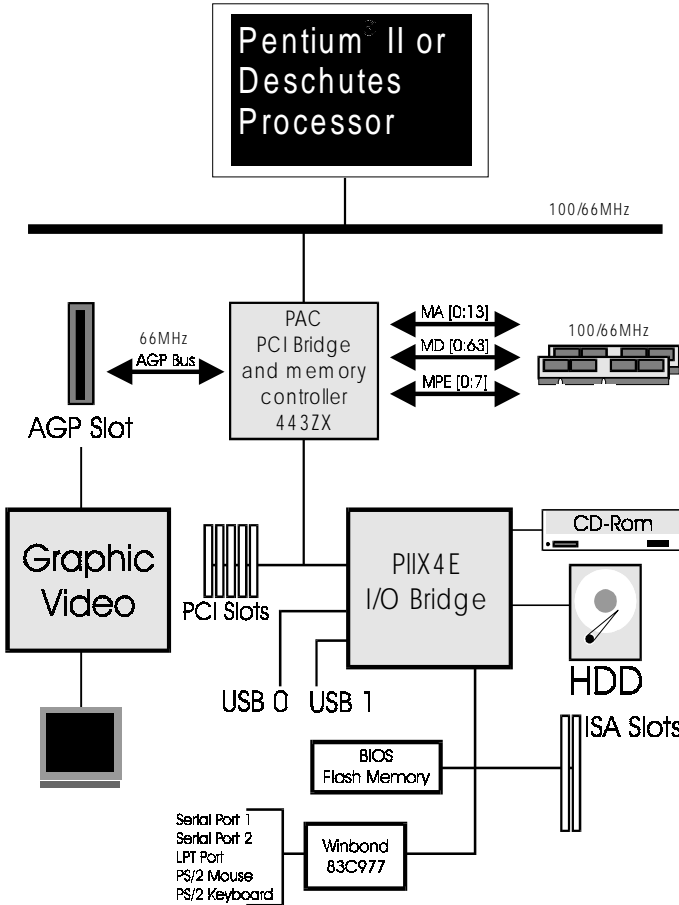 Pentium® II or
Deschutes
Processor
100/66MHz
PAC
PCI Bridge
and memory
controller
443ZX
MA [0:13]
MD [0:63]
MPE [0:7]
100/66MHz
66MHz
AGP Bus
AGP Slot
Graphic
Video
PCI Slots
PIIX4E
I/O Bridge
CD-Rom
HDD
USB 0
USB 1
ISA Slots
BIOS
Flash Memory
Serial Port 1
Serial Port 2
LPT Port
PS/2 Mouse
PS/2 Keyboard
Winbond
83C977